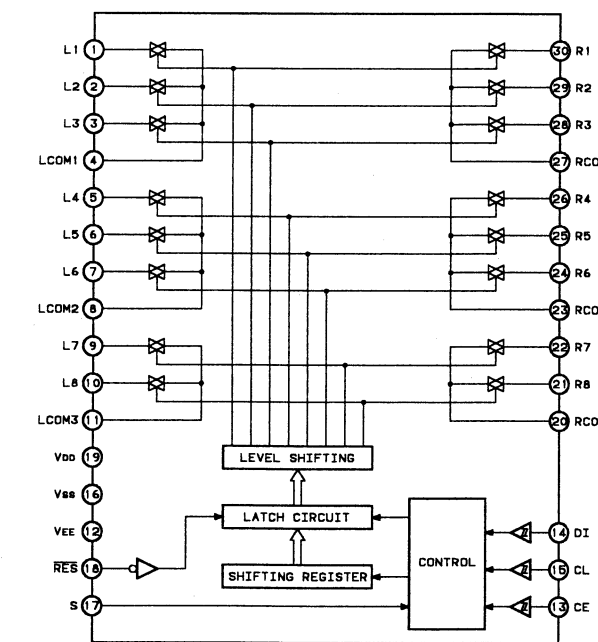 L1 1 30 R1
L2 2 29 R2
L3 3 28 R3
LCOM1 4 27 RCO
L4 5 26 R4
L5 6 25 R5
L6 7 24 R6
LCOM2 8 23 RCO
L7 9 22 R7
L8 10 21 R8
LCOM3 11 20 RCO
VDD 19
LEVEL SHIFTING
VSS 16
LATCH CIRCUIT
VEE 12 14 DI
CONTROL
RES 18 15 CL
SHIFTING REGISTER
S 17 13 CE